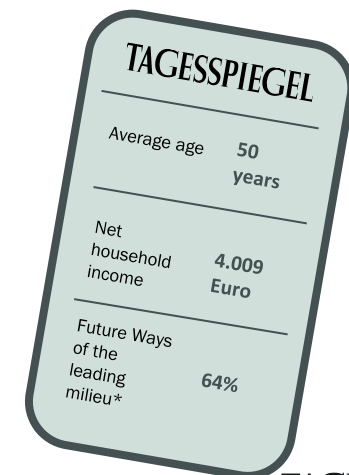 TAGESSPIEGEL
Average age
50
years
Net
household
income
4.009
Euro
Future Ways
of the
leading
milieu*
64%